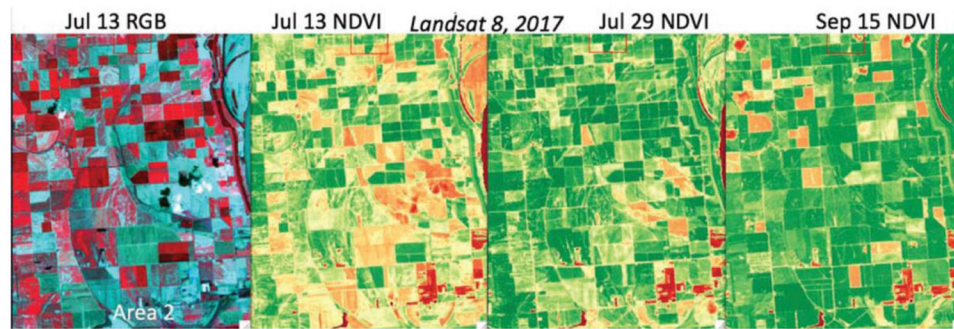 Jul 13 RGB
Jul 13 NDVI
Landsat 8, 2017
Jul 29 NDVI
Sep 15 NDVI
Area 2